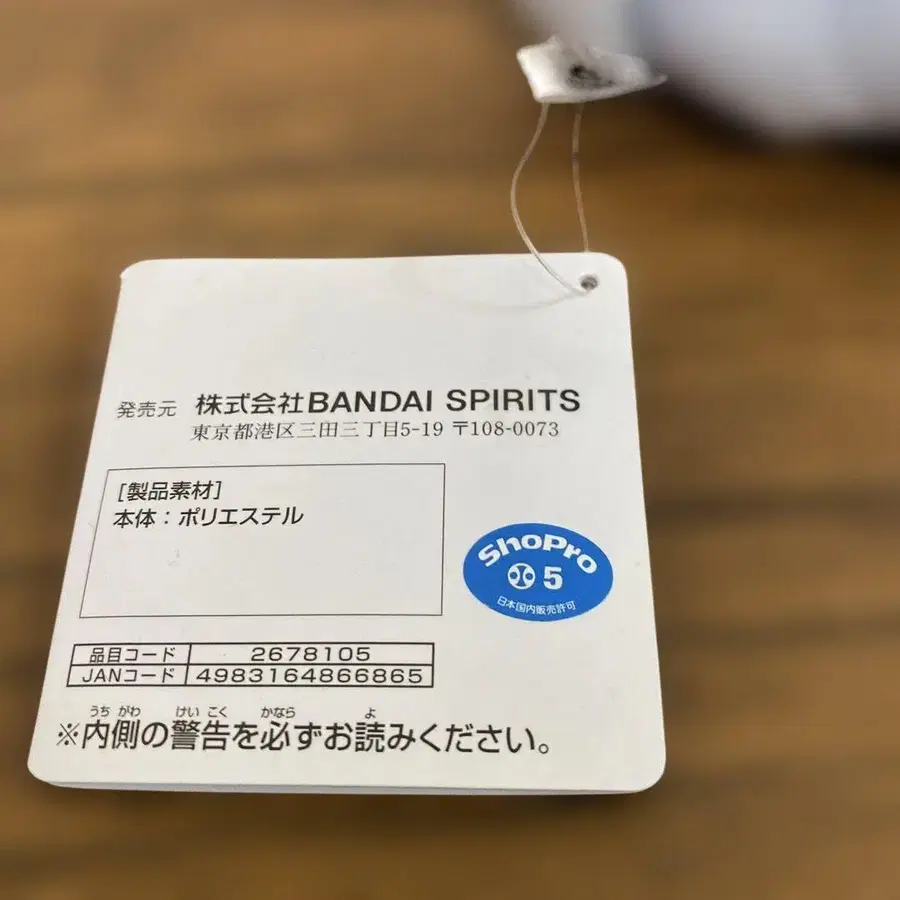 発売元 株式会社BANDAI SPIRITS
東京都港区三田三丁目5-19 〒108-0073
[製品素材]
本体：ポリエステル
ShoPro
5
日本国内販売許可
品目コード 2678105
JANコード 4983164866865
うち がわ けい こく かなら よ
※内側の警告を必ずお読みください。